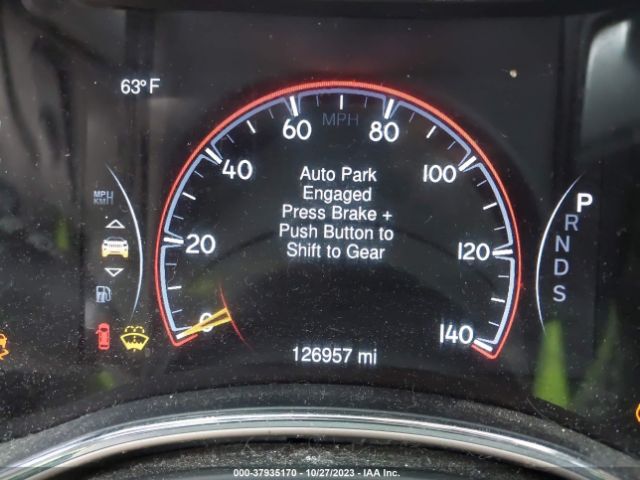 63° F
MPH
60
80
40
100
20
120
0
140
Auto Park
Engaged
Press Brake +
Push Button to
Shift to Gear
MPH
KM/H
P
R
N
D
S
126957 mi
000-37935170 | 10/27/2023 | IAA Inc.